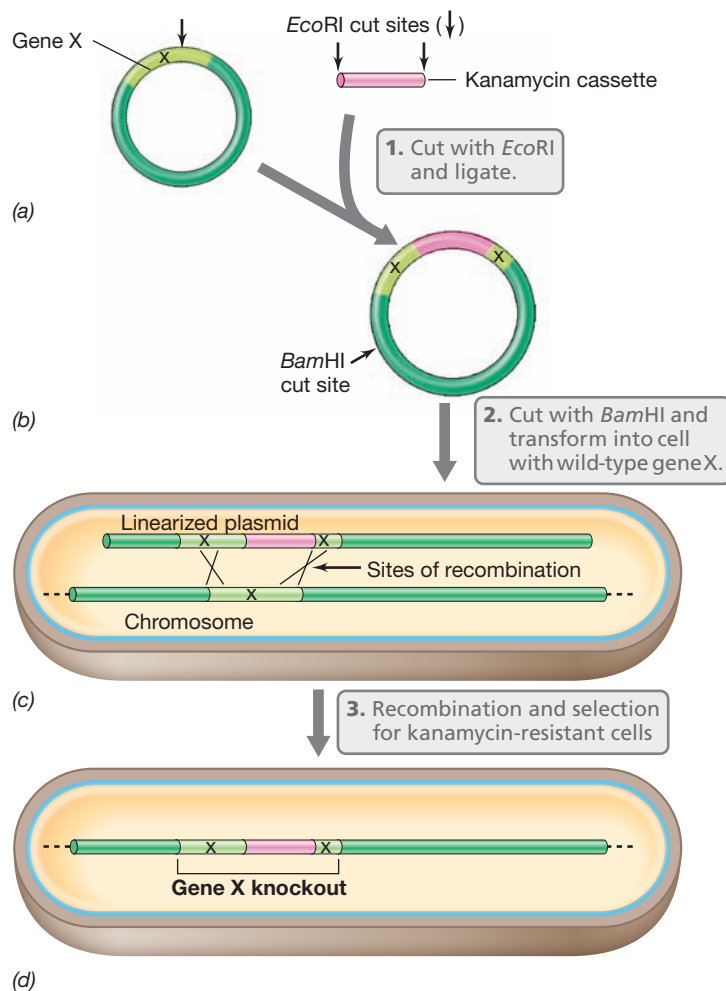 Gene X
X
EcoRI cut sites (↓)
Kanamycin cassette
1. Cut with EcoRI
and ligate.
(a)
X
X
BamHI
cut site
(b)
2. Cut with BamHI and
transform into cell
with wild-type gene X.
Linearized plasmid
X
X
Sites of recombination
X
Chromosome
(c)
3. Recombination and selection
for kanamycin-resistant cells
X
X
Gene X knockout
(d)